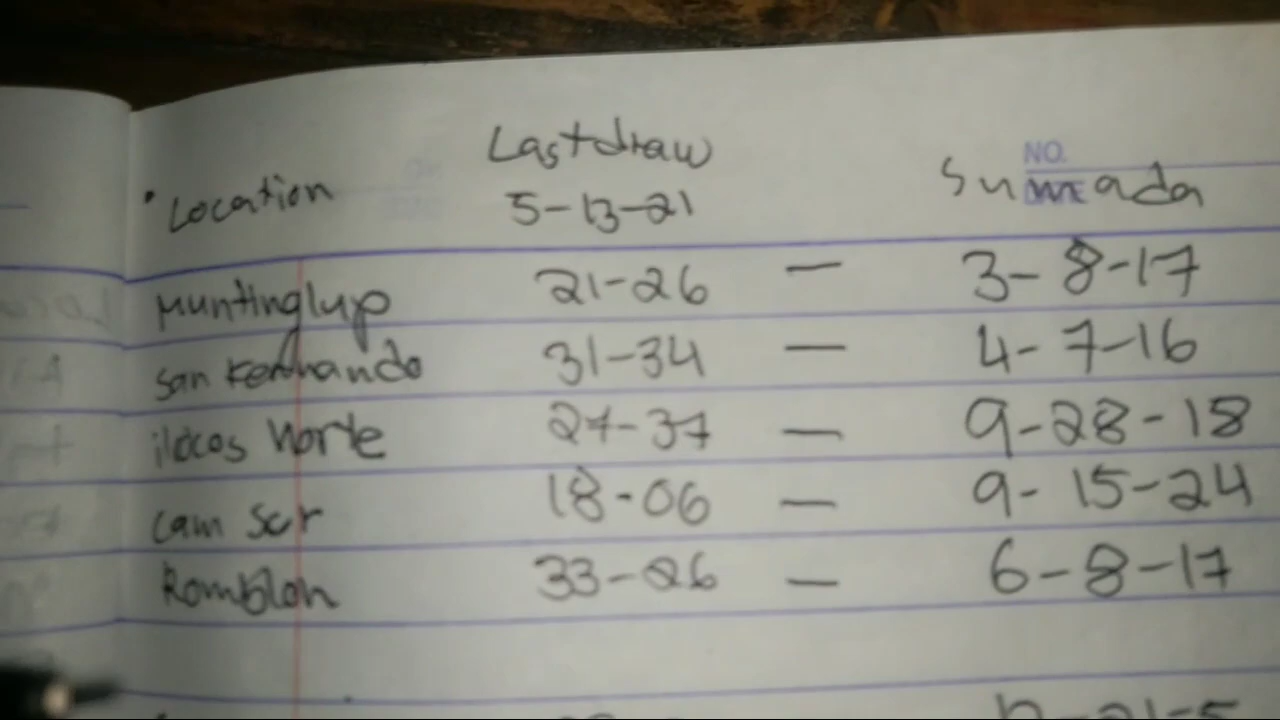 Lastdraw
NO.
• Location 5-13-21 Sumada
DATE
Muntinglup 21-26 — 3-8-17
san Fernando 31-34 — 4-7-16
ilocos Norte 27-37 — 9-28-18
cam sur 18-06 — 9-15-24
Romblon 33-26 — 6-8-17